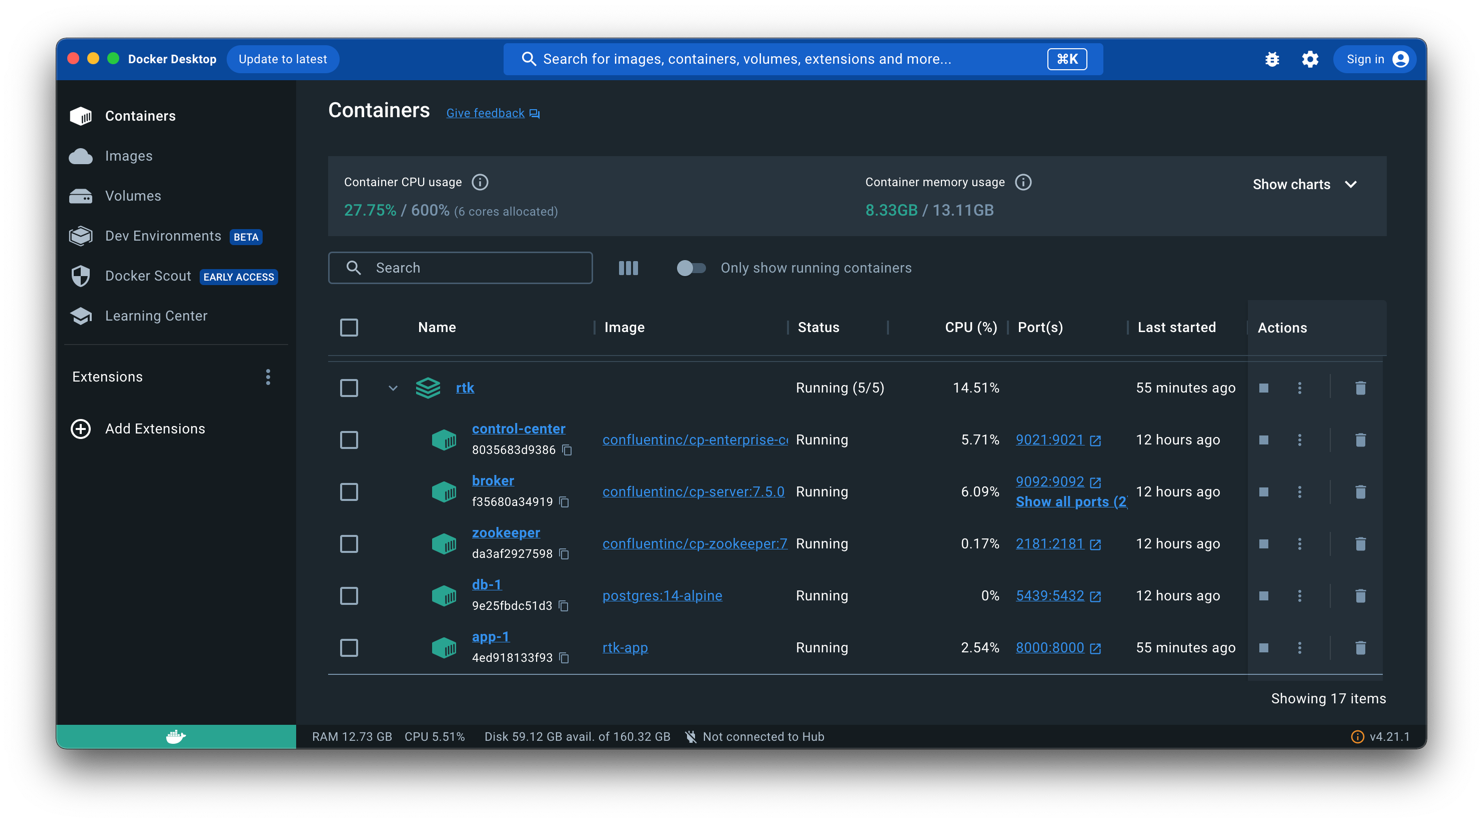 Docker Desktop
Update to latest
Search for images, containers, volumes, extensions and more...
⌘K
Sign in
Containers
Images
Volumes
Dev Environments BETA
Docker Scout EARLY ACCESS
Learning Center
Extensions
Add Extensions
Containers
Give feedback
Container CPU usage
27.75% / 600% (6 cores allocated)
Container memory usage
8.33GB / 13.11GB
Show charts
Search
Only show running containers
Name Image Status CPU (%) Port(s) Last started Actions
rtk Running (5/5) 14.51% 55 minutes ago
control-center
8035683d9386
confluentinc/cp-enterprise-c Running 5.71% 9021:9021 12 hours ago
broker
f35680a34919
confluentinc/cp-server:7.5.0 Running 6.09% 9092:9092
Show all ports (2
12 hours ago
zookeeper
da3af2927598
confluentinc/cp-zookeeper:7 Running 0.17% 2181:2181 12 hours ago
db-1
9e25fbdc51d3
postgres:14-alpine Running 0% 5439:5432 12 hours ago
app-1
4ed918133f93
rtk-app Running 2.54% 8000:8000 55 minutes ago
Showing 17 items
RAM 12.73 GB CPU 5.51% Disk 59.12 GB avail. of 160.32 GB Not connected to Hub
v4.21.1